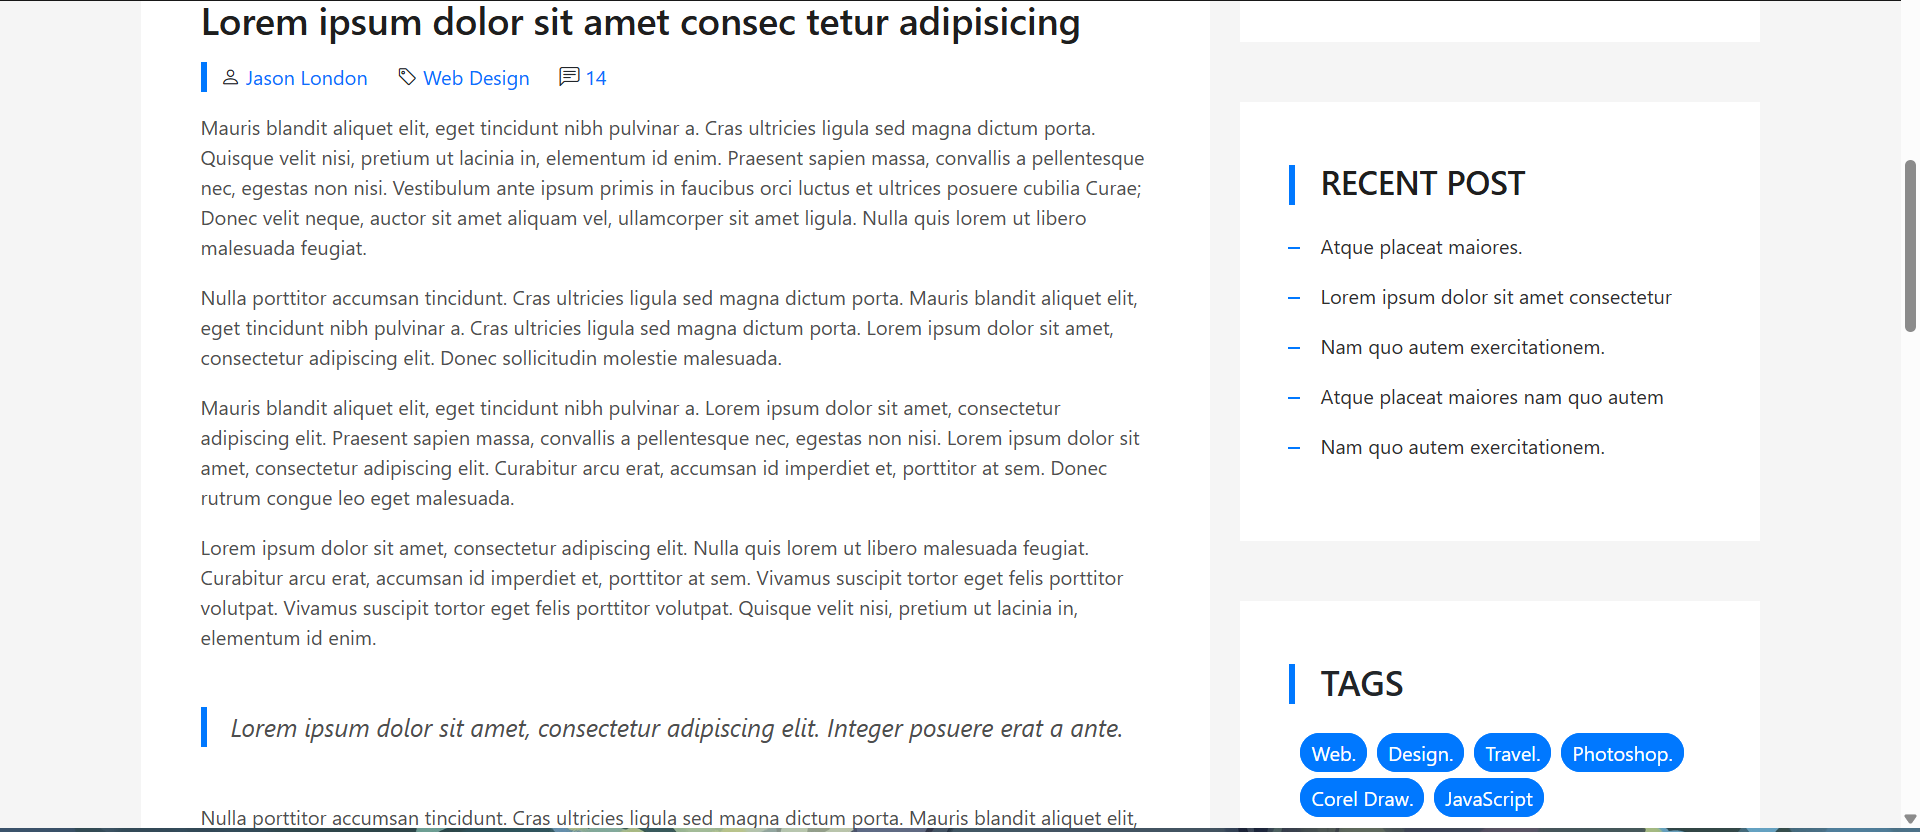 Lorem ipsum dolor sit amet consec tetur adipisicing
Jason London Web Design 14
Mauris blandit aliquet elit, eget tincidunt nibh pulvinar a. Cras ultricies ligula sed magna dictum porta.
Quisque velit nisi, pretium ut lacinia in, elementum id enim. Praesent sapien massa, convallis a pellentesque
nec, egestas non nisi. Vestibulum ante ipsum primis in faucibus orci luctus et ultrices posuere cubilia Curae;
Donec velit neque, auctor sit amet aliquam vel, ullamcorper sit amet ligula. Nulla quis lorem ut libero
malesuada feugiat.
Nulla porttitor accumsan tincidunt. Cras ultricies ligula sed magna dictum porta. Mauris blandit aliquet elit,
eget tincidunt nibh pulvinar a. Cras ultricies ligula sed magna dictum porta. Lorem ipsum dolor sit amet,
consectetur adipiscing elit. Donec sollicitudin molestie malesuada.
Mauris blandit aliquet elit, eget tincidunt nibh pulvinar a. Lorem ipsum dolor sit amet, consectetur
adipiscing elit. Praesent sapien massa, convallis a pellentesque nec, egestas non nisi. Lorem ipsum dolor sit
amet, consectetur adipiscing elit. Curabitur arcu erat, accumsan id imperdiet et, porttitor at sem. Donec
rutrum congue leo eget malesuada.
Lorem ipsum dolor sit amet, consectetur adipiscing elit. Nulla quis lorem ut libero malesuada feugiat.
Curabitur arcu erat, accumsan id imperdiet et, porttitor at sem. Vivamus suscipit tortor eget felis porttitor
volutpat. Vivamus suscipit tortor eget felis porttitor volutpat. Quisque velit nisi, pretium ut lacinia in,
elementum id enim.
Lorem ipsum dolor sit amet, consectetur adipiscing elit. Integer posuere erat a ante.
Nulla porttitor accumsan tincidunt. Cras ultricies ligula sed magna dictum porta. Mauris blandit aliquet elit,
RECENT POST
Atque placeat maiores.
Lorem ipsum dolor sit amet consectetur
Nam quo autem exercitationem.
Atque placeat maiores nam quo autem
Nam quo autem exercitationem.
TAGS
Web. Design. Travel. Photoshop.
Corel Draw. JavaScript